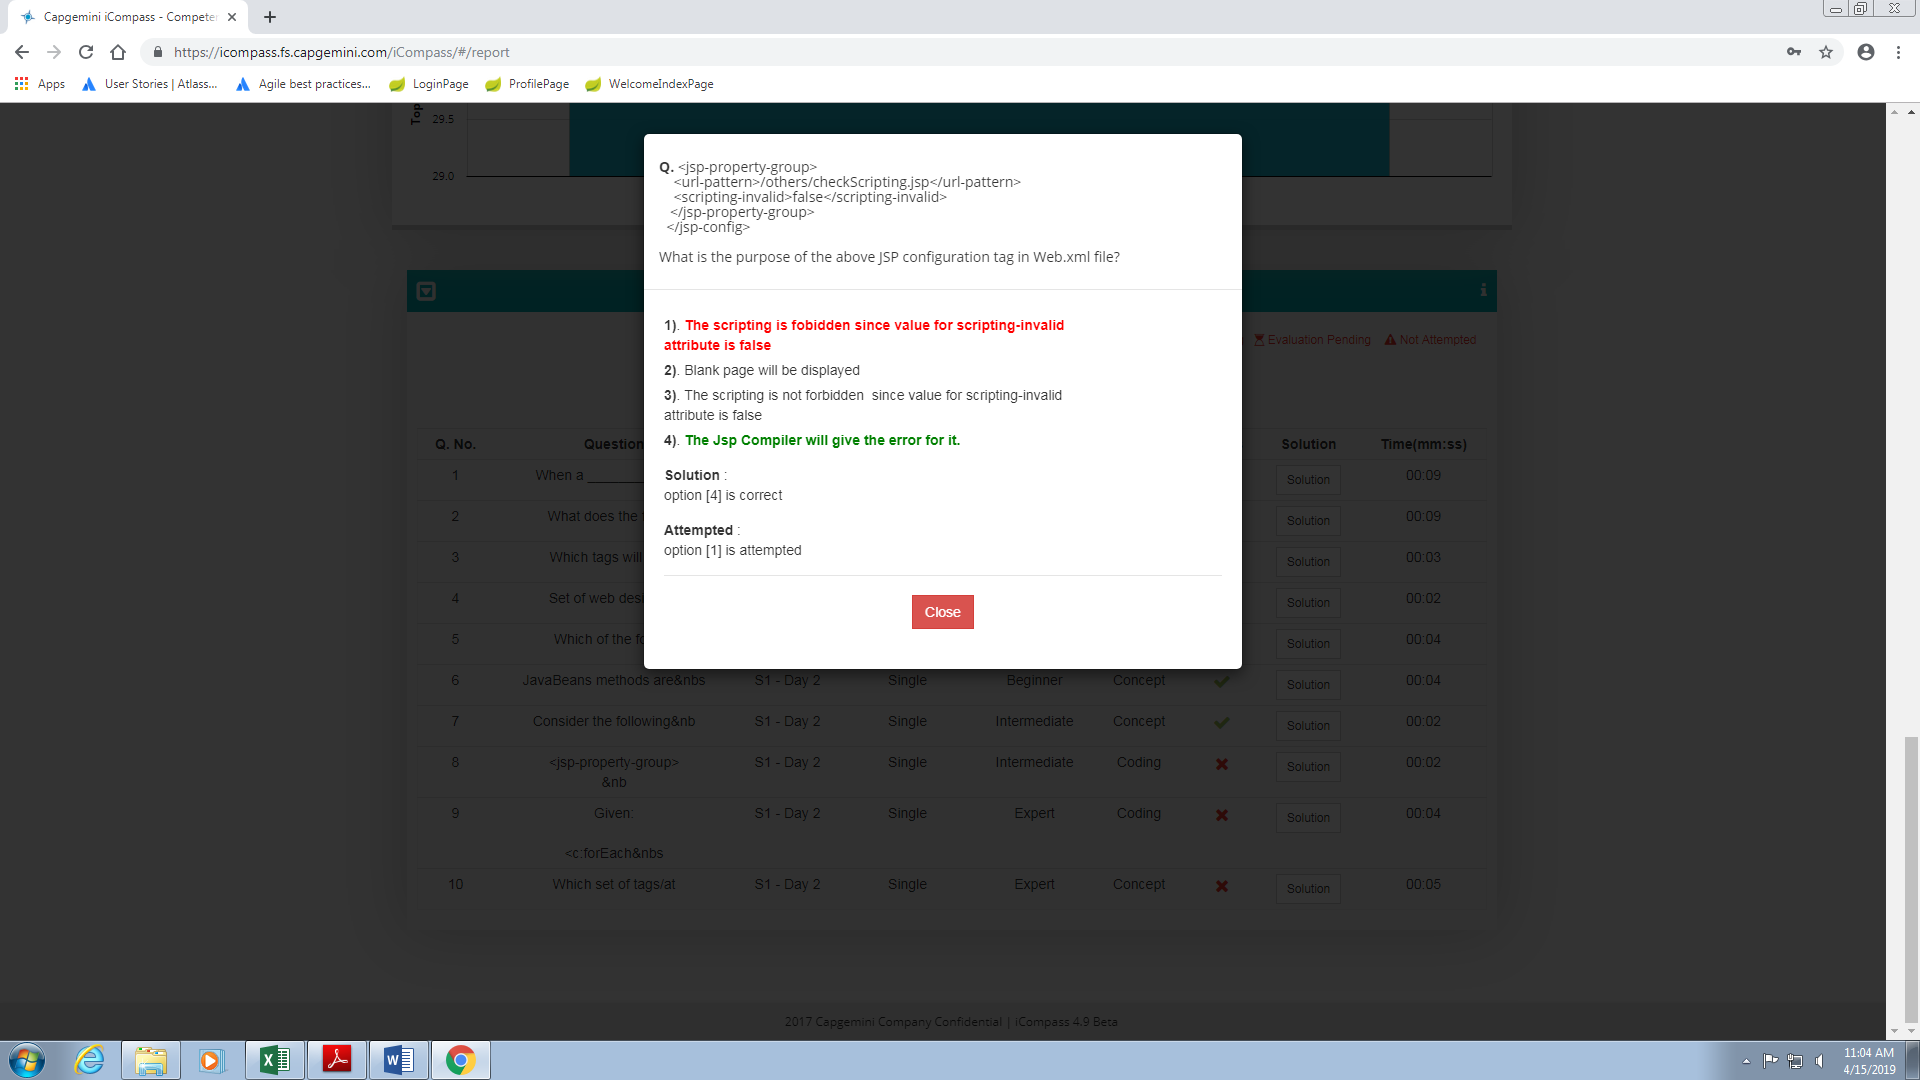 Capgemini iCompass - Competer
https://icompass.fs.capgemini.com/iCompass/#/report
Apps
User Stories | Atlass...
Agile best practices...
LoginPage
ProfilePage
WelcomeIndexPage
Top
29.5
29.0
Q. <jsp-property-group>
<url-pattern>/others/checkScripting.jsp</url-pattern>
<scripting-invalid>false</scripting-invalid>
</jsp-property-group>
</jsp-config>
What is the purpose of the above JSP configuration tag in Web.xml file?
1). The scripting is fobidden since value for scripting-invalid
attribute is false
2). Blank page will be displayed
3). The scripting is not forbidden  since value for scripting-invalid
attribute is false
4). The Jsp Compiler will give the error for it.
Solution :
option [4] is correct
Attempted :
option [1] is attempted
Close
Evaluation Pending Not Attempted
Q. No. Question Solution Time(mm:ss)
1 When a ________ Solution 00:09
2 What does the Solution 00:09
3 Which tags will Solution 00:03
4 Set of web des Solution 00:02
5 Which of the fo Solution 00:04
6 JavaBeans methods are&nbs S1 - Day 2 Single Beginner Concept Solution 00:04
7 Consider the following&nb S1 - Day 2 Single Intermediate Concept Solution 00:02
8 <jsp-property-group> S1 - Day 2 Single Intermediate Coding Solution 00:02
&nb
9 Given: S1 - Day 2 Single Expert Coding Solution 00:04
<c:forEach&nbs
10 Which set of tags/at S1 - Day 2 Single Expert Concept Solution 00:05
2017 Capgemini Company Confidential | iCompass 4.9 Beta
11:04 AM
4/15/2019